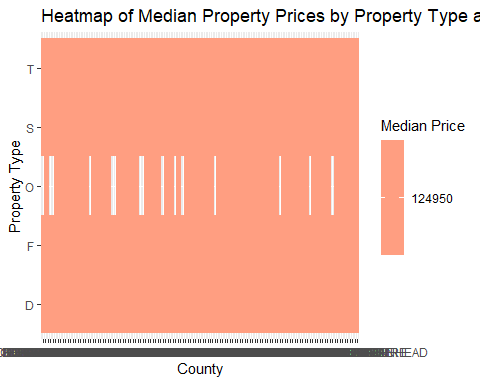 Heatmap of Median Property Prices by Property Type a
Median Price
124950
Property Type
T
S
O
F
D
County